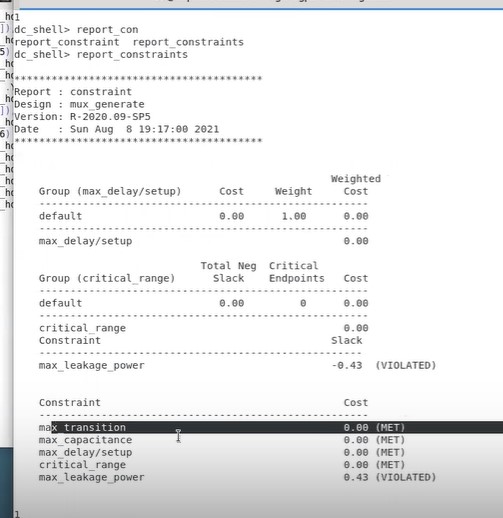 1
dc_shell> report_con
report_constraint  report_constraints
dc_shell> report_constraints
****************************************
Report : constraint
Design : mux_generate
Version: R-2020.09-SP5
Date   : Sun Aug  8 19:17:00 2021
****************************************
Weighted
Group (max_delay/setup)      Cost     Weight     Cost
-----------------------------------------------------
default                      0.00      1.00      0.00
-----------------------------------------------------
max_delay/setup                                  0.00
Total Neg  Critical
Group (critical_range)      Slack    Endpoints   Cost
-----------------------------------------------------
default                      0.00         0      0.00
-----------------------------------------------------
critical_range                                   0.00
Constraint                                     Slack
-----------------------------------------------------
max_leakage_power                              -0.43  (VIOLATED)
Constraint                                       Cost
-----------------------------------------------------
max_transition                                   0.00 (MET)
max_capacitance                                  0.00 (MET)
max_delay/setup                                  0.00 (MET)
critical_range                                   0.00 (MET)
max_leakage_power                                0.43 (VIOLATED)
1